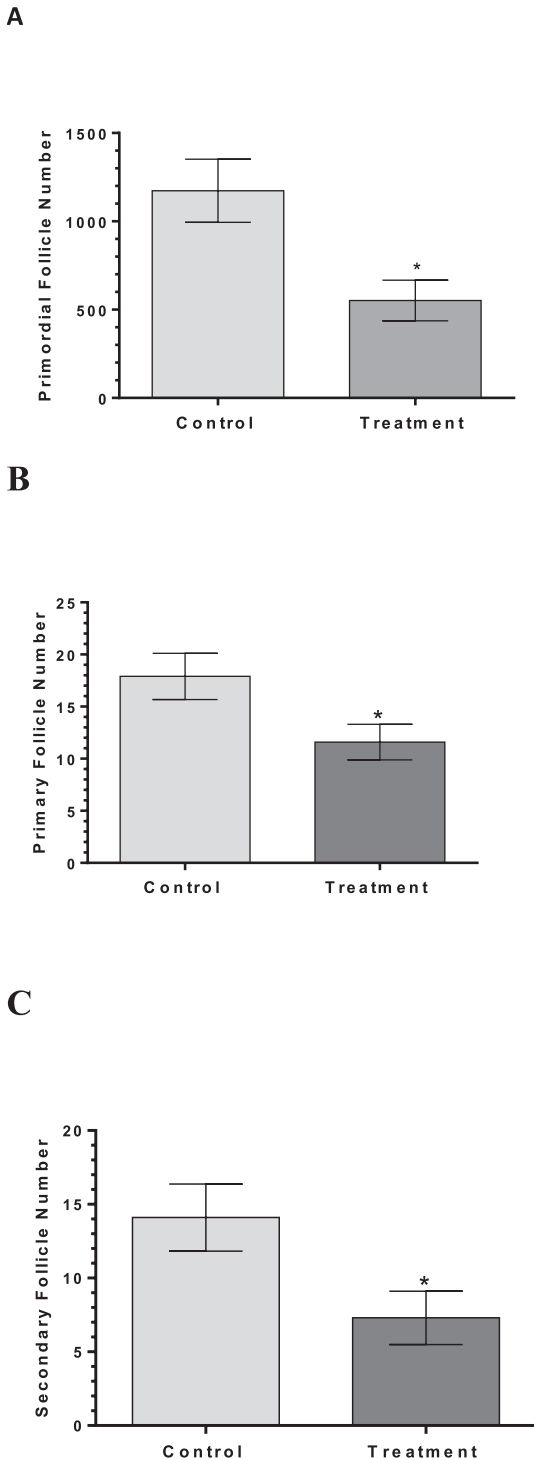 A
Primordial Follicle Number
1500
1000
500
0
*
Control Treatment
B
Primary Follicle Number
25
20
15
10
5
0
*
Control Treatment
C
Secondary Follicle Number
20
15
10
5
0
*
Control Treatment